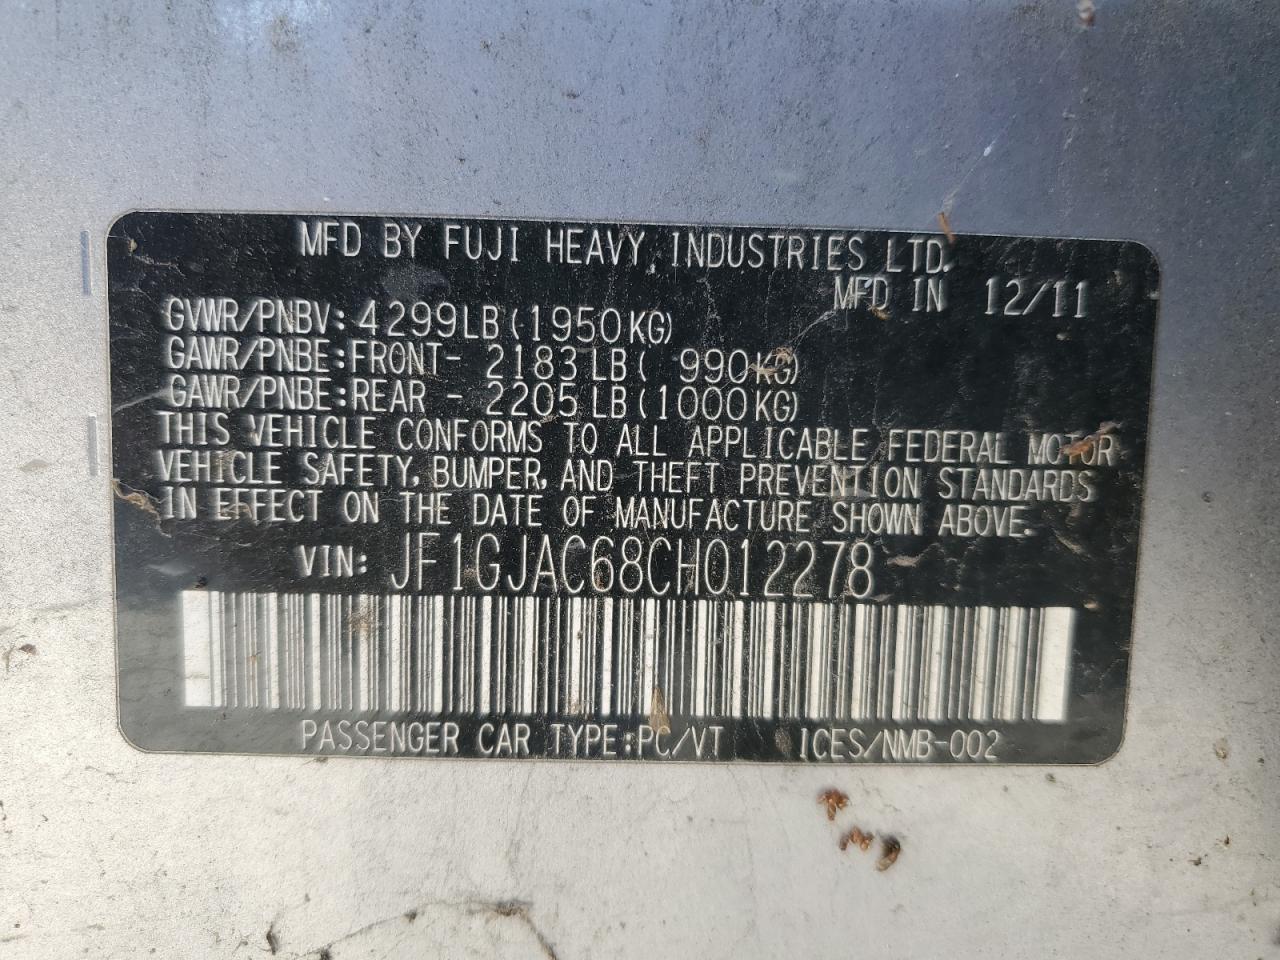 MFD BY FUJI HEAVY INDUSTRIES LTD.
MFD IN 12/11
GVWR/PNBV: 4299LB (1950KG)
GAWR/PNBE: FRONT- 2183LB ( 990KG)
GAWR/PNBE: REAR - 2205LB (1000KG)
THIS VEHICLE CONFORMS TO ALL APPLICABLE FEDERAL MOTOR
VEHICLE SAFETY, BUMPER, AND THEFT PREVENTION STANDARDS
IN EFFECT ON THE DATE OF MANUFACTURE SHOWN ABOVE.
VIN: JF1GJAC68CH012278
PASSENGER CAR TYPE: PC/VT ICES/NMB-002